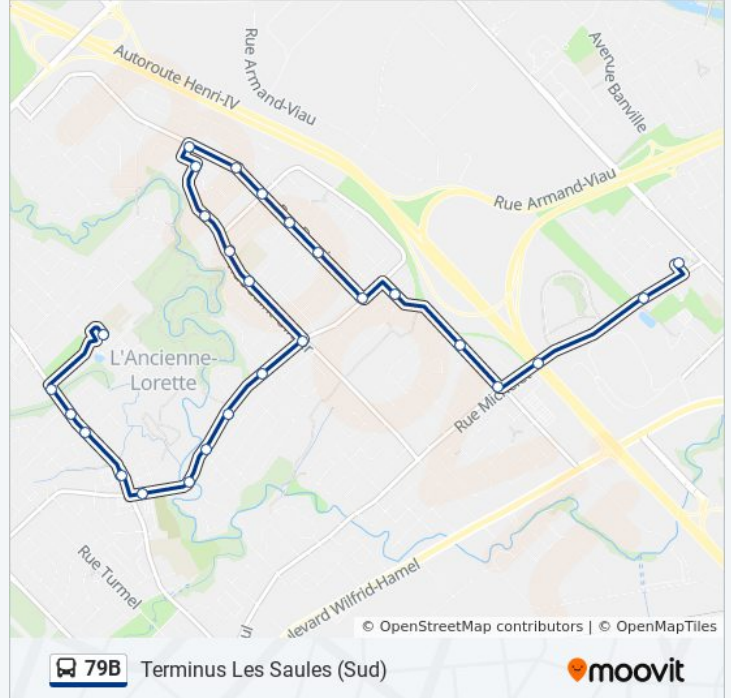 Autoroute Henri-IV
Rue Armand-Viau
Avenue Banville
Rue Armand-Viau
L'Ancienne-
Lorette
Rue Turmel
Boulevard Wilfrid-Hamel
© OpenStreetMap contributors | © OpenMapTiles
79B Terminus Les Saules (Sud)
moovit